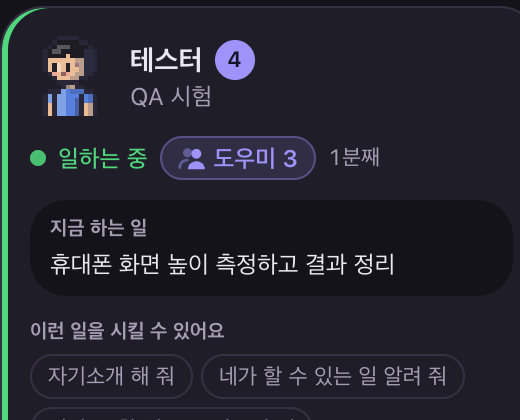 테스터 4
QA 시험
일하는 중 도우미 3 1분째
지금 하는 일
휴대폰 화면 높이 측정하고 결과 정리
이런 일을 시킬 수 있어요
자기소개 해 줘 네가 할 수 있는 일 알려 줘